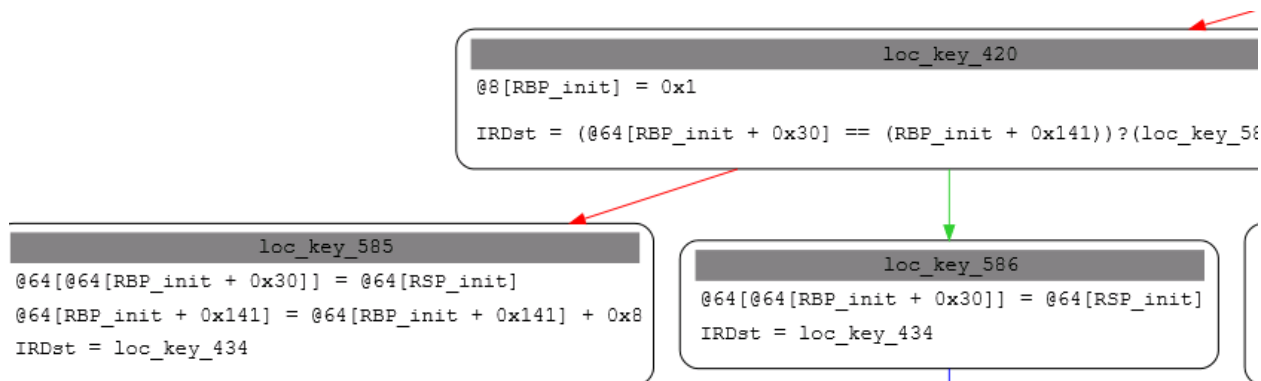 loc_key_420
@8[RBP_init] = 0x1
IRDst = (@64[RBP_init + 0x30] == (RBP_init + 0x141))?(loc_key_58
loc_key_585
@64[@64[RBP_init + 0x30]] = @64[RSP_init]
@64[RBP_init + 0x141] = @64[RBP_init + 0x141] + 0x8
IRDst = loc_key_434
loc_key_586
@64[@64[RBP_init + 0x30]] = @64[RSP_init]
IRDst = loc_key_434